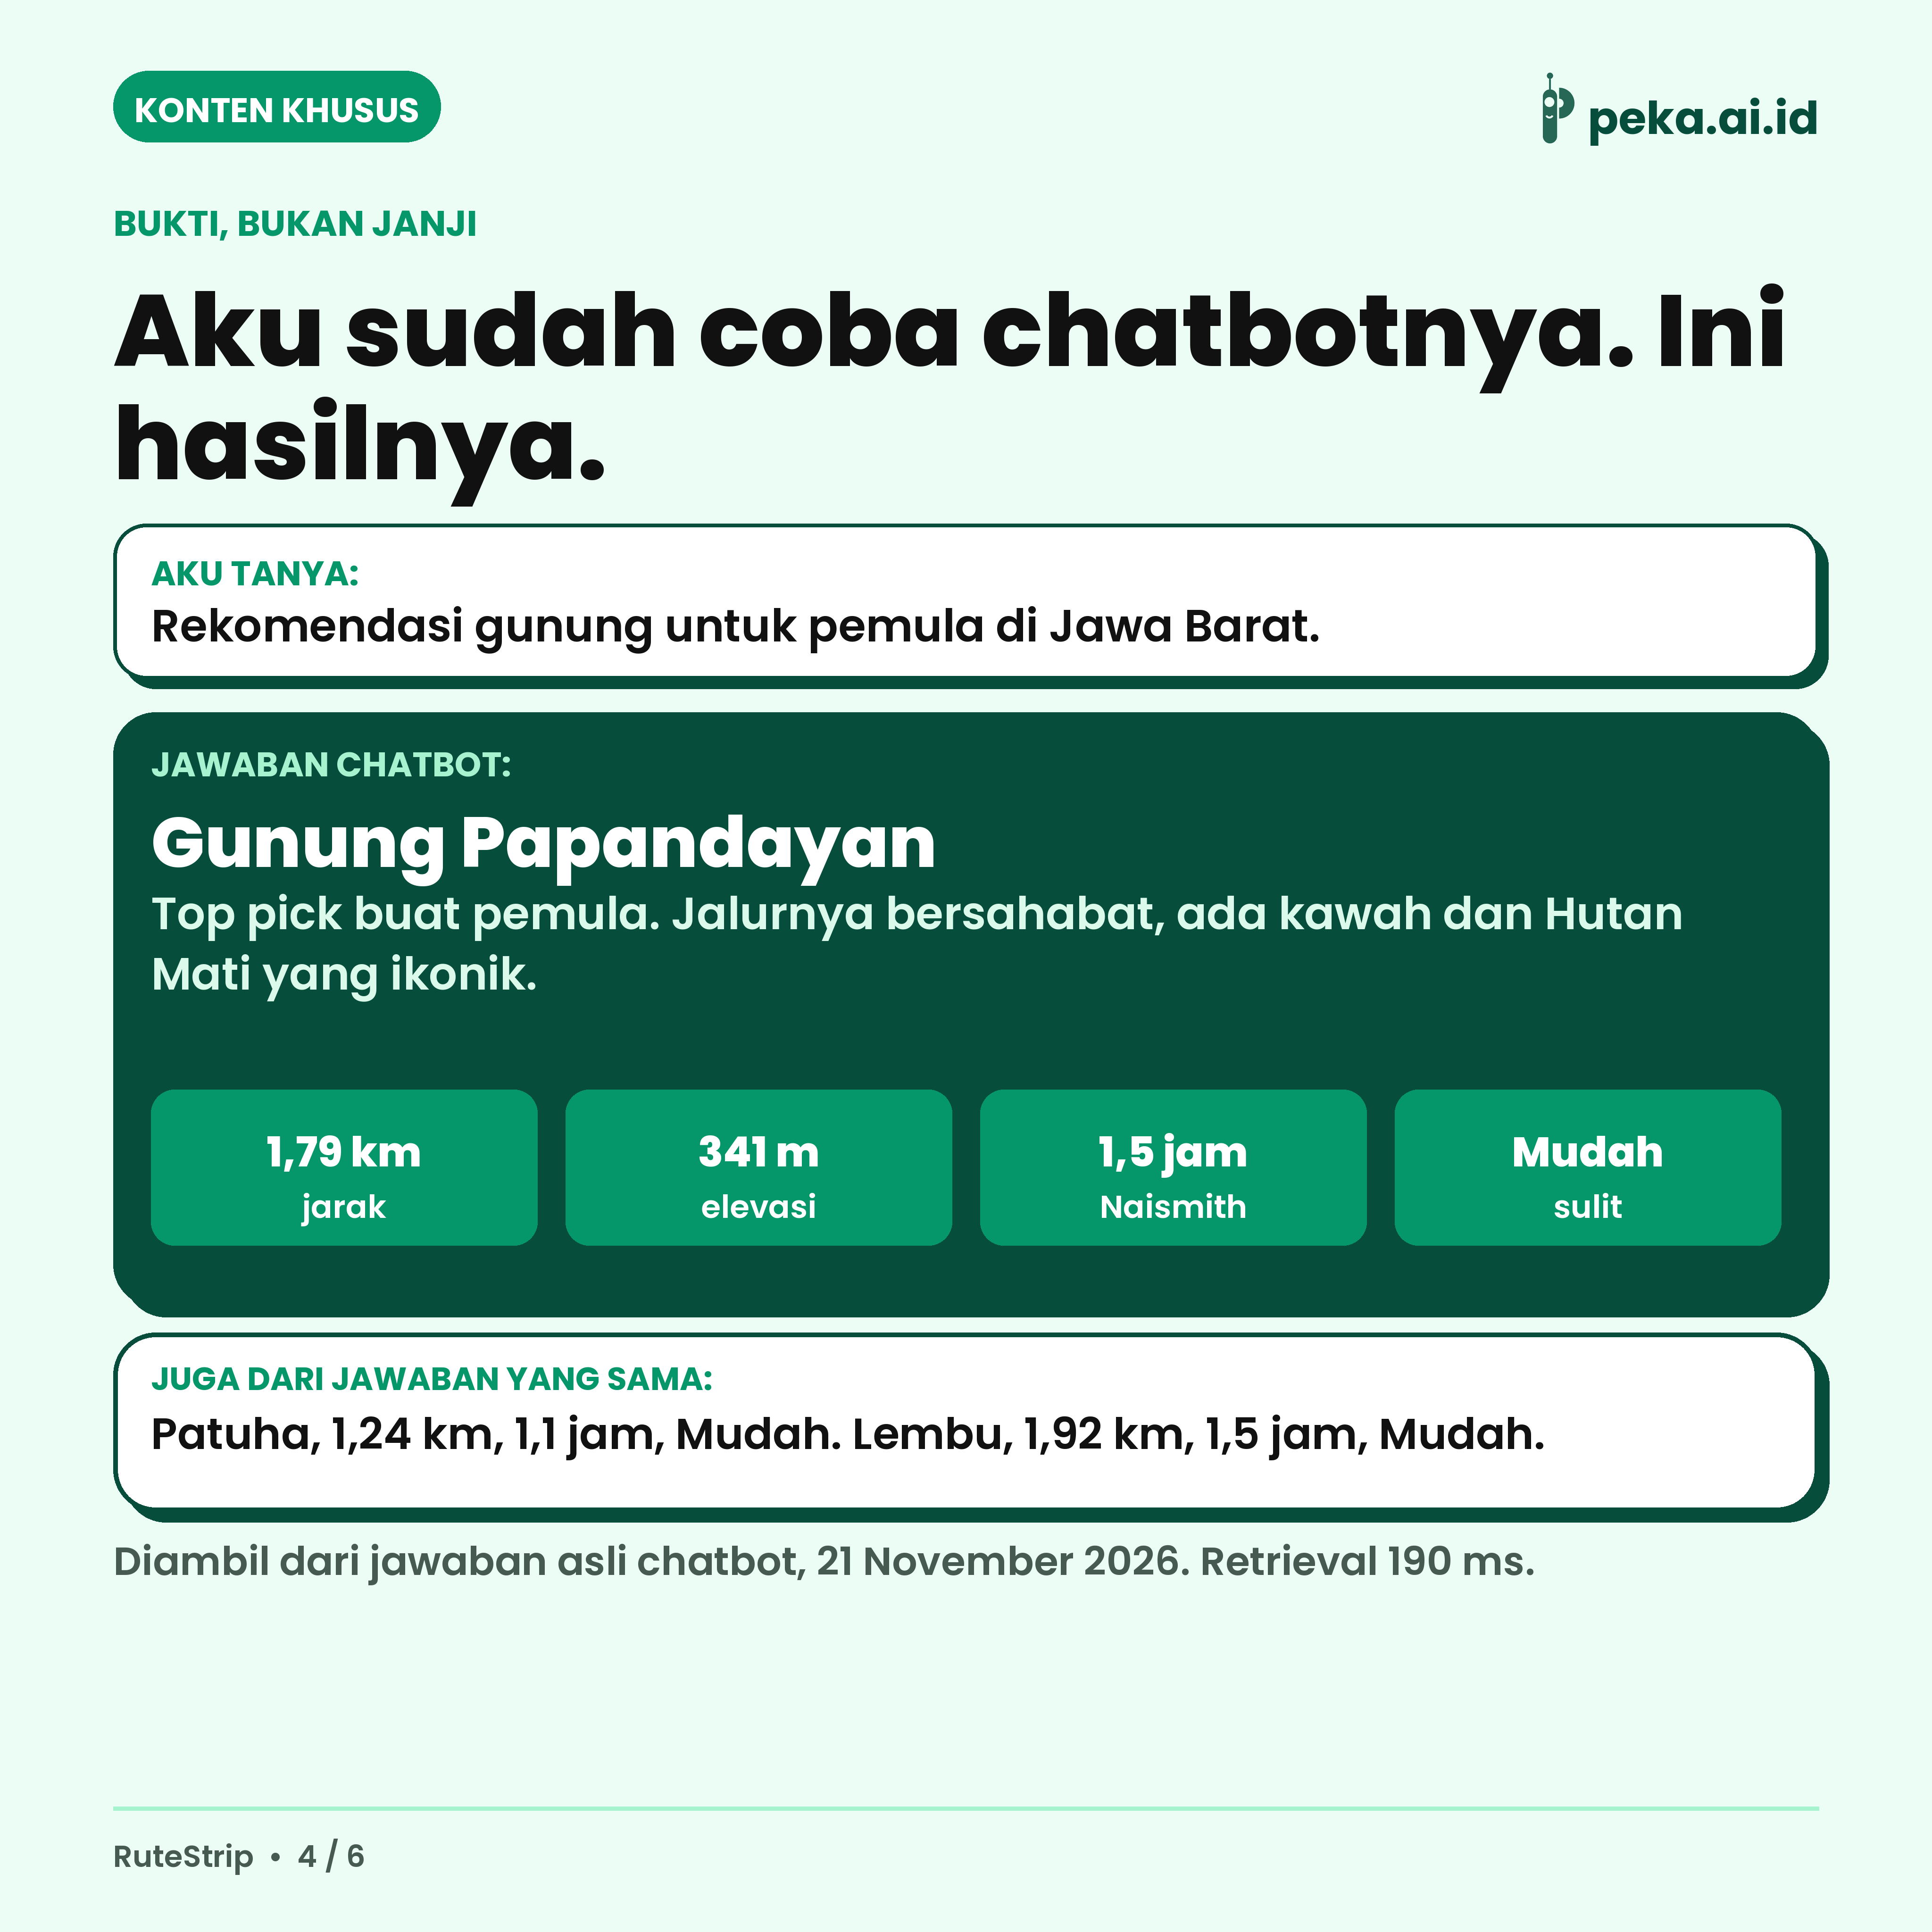 KONTEN KHUSUS
peka.ai.id
BUKTI, BUKAN JANJI
Aku sudah coba chatbotnya. Ini
hasilnya.
AKU TANYA:
Rekomendasi gunung untuk pemula di Jawa Barat.
JAWABAN CHATBOT:
Gunung Papandayan
Top pick buat pemula. Jalurnya bersahabat, ada kawah dan Hutan
Mati yang ikonik.
1,79 km
jarak
341 m
elevasi
1,5 jam
Naismith
Mudah
sulit
JUGA DARI JAWABAN YANG SAMA:
Patuha, 1,24 km, 1,1 jam, Mudah. Lembu, 1,92 km, 1,5 jam, Mudah.
Diambil dari jawaban asli chatbot, 21 November 2026. Retrieval 190 ms.
RuteStrip • 4 / 6